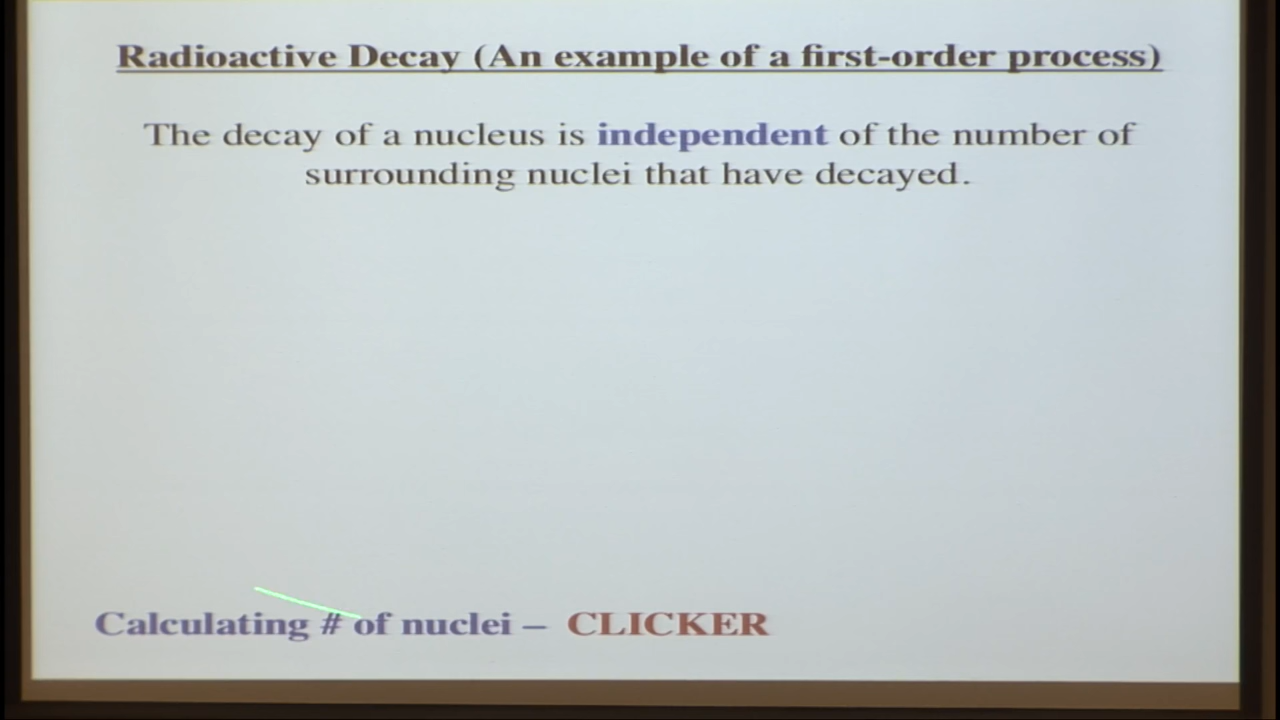 Radioactive Decay (An example of a first-order process)
The decay of a nucleus is independent of the number of
surrounding nuclei that have decayed.
Calculating # of nuclei – CLICKER